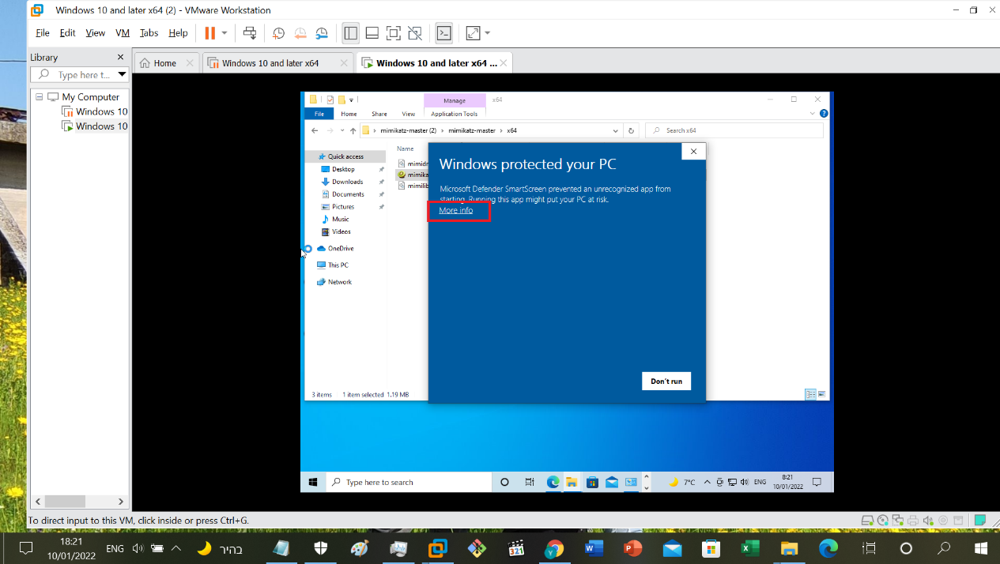 Windows 10 and later x64 (2) - VMware Workstation
File Edit View VM Tabs Help
Library
Type here t...
Home
Windows 10 and later x64
Windows 10 and later x64 ...
My Computer
Windows 10
Windows 10
Manage
x64
File Home Share View Application Tools
mimikatz-master (2) › mimikatz-master › x64
Search x64
Name
Quick access
Desktop
Downloads
Documents
Pictures
Music
Videos
OneDrive
This PC
Network
mimidr
mimika
mimilib
Windows protected your PC
Microsoft Defender SmartScreen prevented an unrecognized app from
starting. Running this app might put your PC at risk.
More info
Don't run
3 items 1 item selected 1.19 MB
Type here to search
7°C
ENG
8:21
10/01/2022
To direct input to this VM, click inside or press Ctrl+G.
18:21
10/01/2022
ENG
בהיר
321